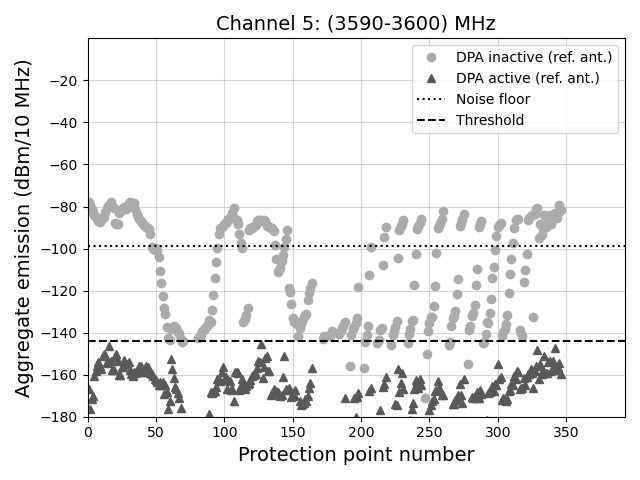 Channel 5: (3590-3600) MHz
DPA inactive (ref. ant.)
DPA active (ref. ant.)
Noise floor
Threshold
Aggregate emission (dBm/10 MHz)
−20
−40
−60
−80
−100
−120
−140
−160
−180
0
50
100
150
200
250
300
350
Protection point number